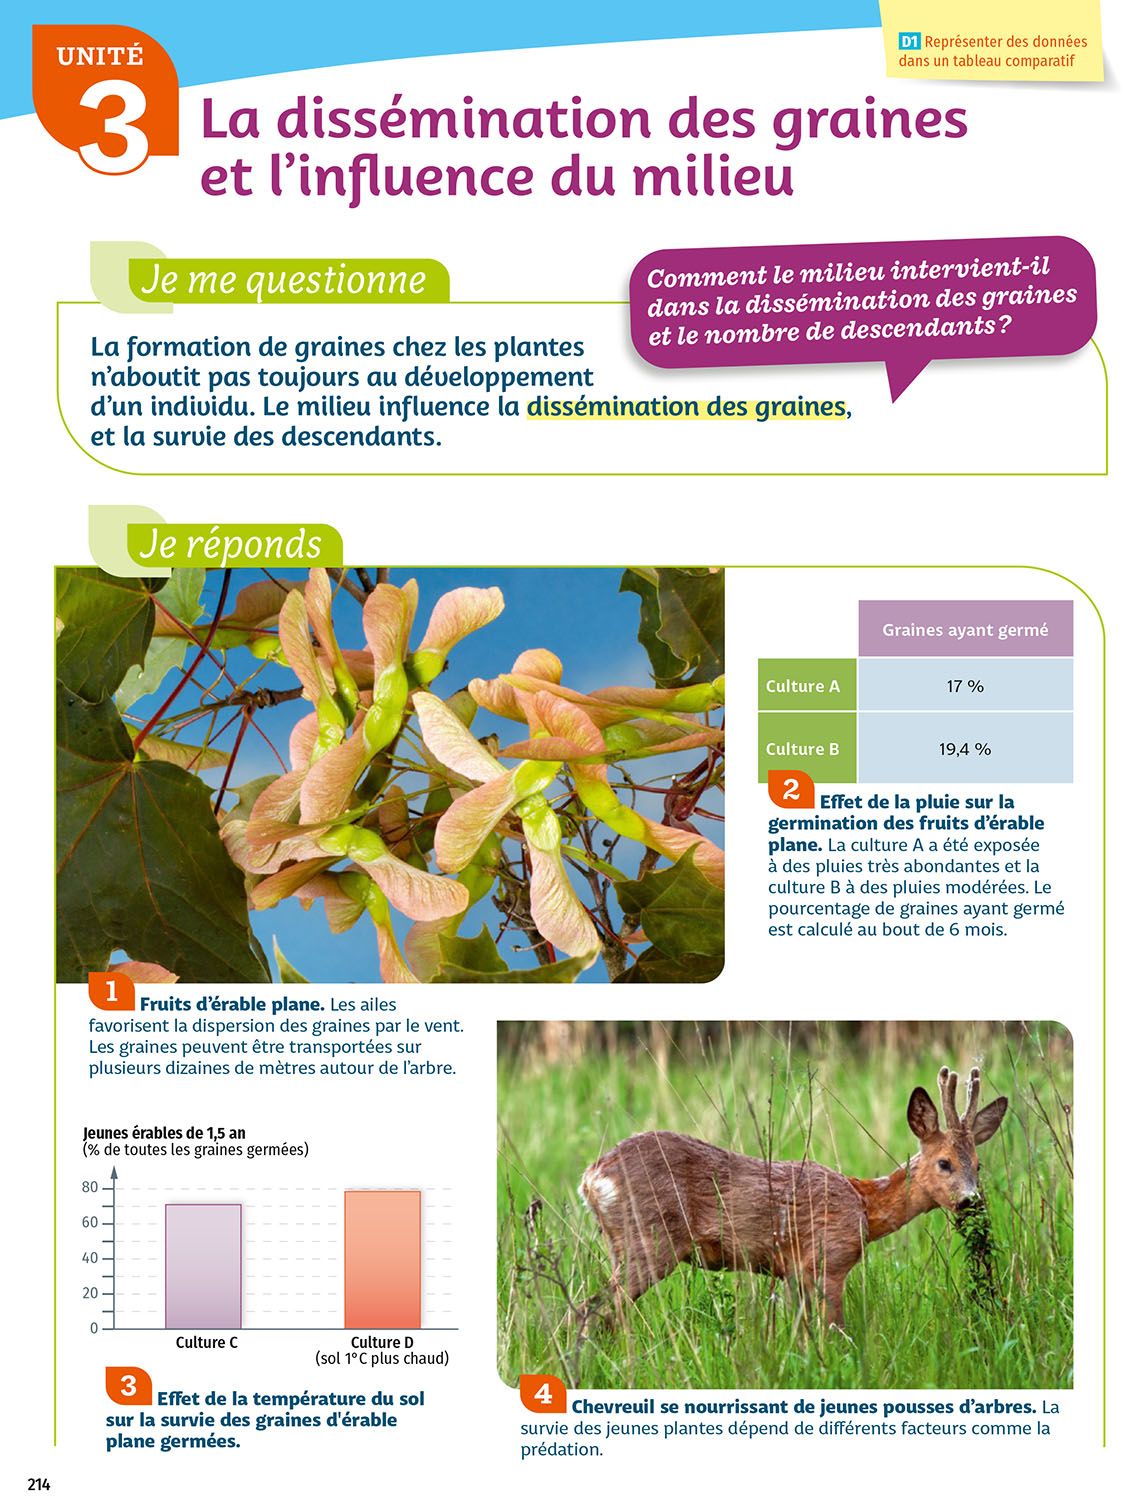 UNITÉ
3
D1 Représenter des données
dans un tableau comparatif
La dissémination des graines
et l'influence du milieu
Je me questionne
Comment le milieu intervient-il
dans la dissémination des graines
et le nombre de descendants ?
La formation de graines chez les plantes
n'aboutit pas toujours au développement
d'un individu. Le milieu influence la dissémination des graines,
et la survie des descendants.
Je réponds
Graines ayant germé
Culture A 17 %
Culture B 19,4 %
2 Effet de la pluie sur la
germination des fruits d'érable
plane. La culture A a été exposée
à des pluies très abondantes et la
culture B à des pluies modérées. Le
pourcentage de graines ayant germé
est calculé au bout de 6 mois.
1 Fruits d'érable plane. Les ailes
favorisent la dispersion des graines par le vent.
Les graines peuvent être transportées sur
plusieurs dizaines de mètres autour de l'arbre.
Jeunes érables de 1,5 an
(% de toutes les graines germées)
80
60
40
20
0
Culture C Culture D
(sol 1°C plus chaud)
3 Effet de la température du sol
sur la survie des graines d'érable
plane germées.
4 Chevreuil se nourrissant de jeunes pousses d'arbres. La
survie des jeunes plantes dépend de différents facteurs comme la
prédation.
214